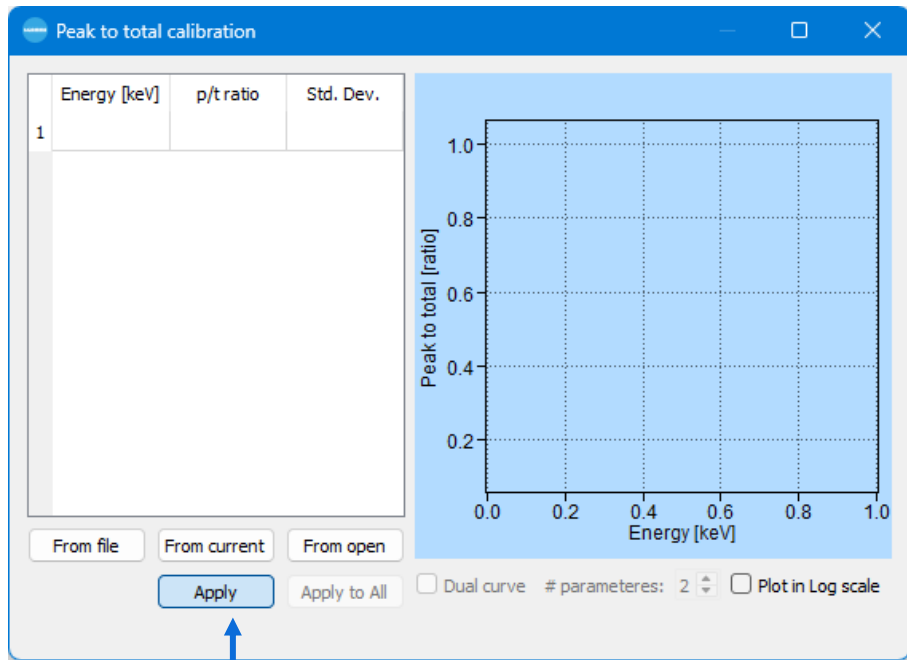 Peak to total calibration
Energy [keV] p/t ratio Std. Dev.
1
From file From current From open
Apply Apply to All
1.0
0.8
0.6
0.4
0.2
Peak to total [ratio]
0.0 0.2 0.4 0.6 0.8 1.0
Energy [keV]
Dual curve # parameteres: 2 Plot in Log scale